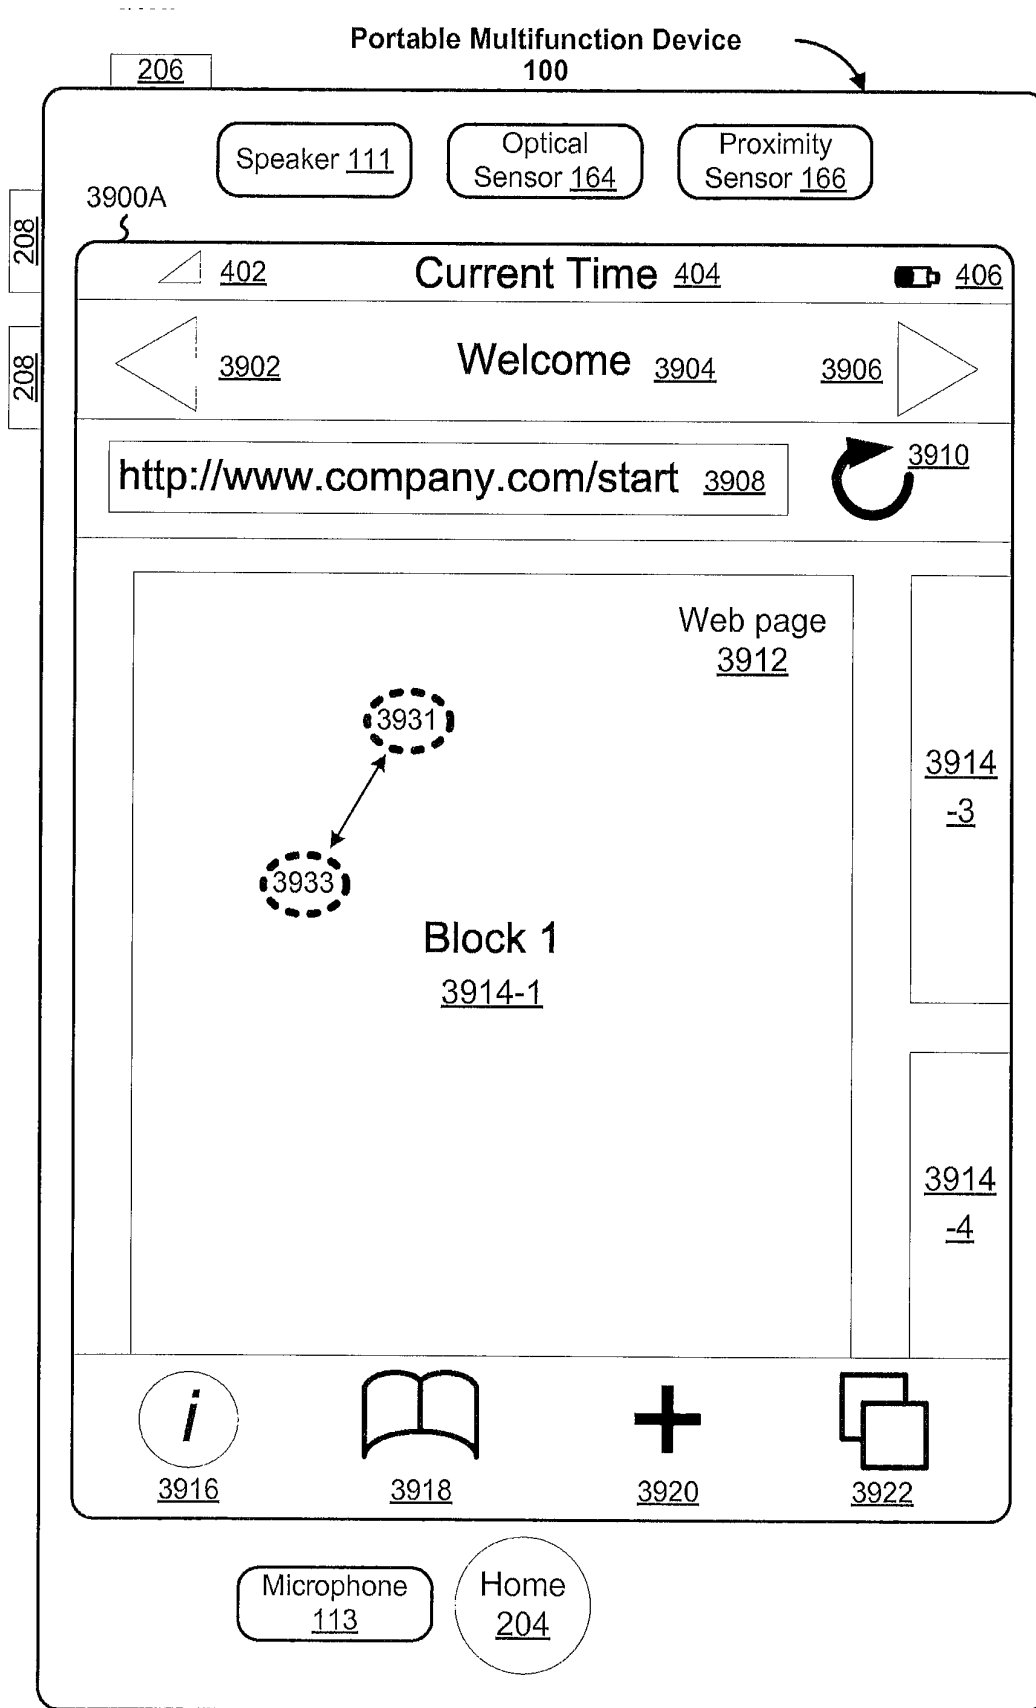 Portable Multifunction Device
100
206
Speaker 111
Optical
Sensor 164
Proximity
Sensor 166
3900A
208
208
402
Current Time 404
406
3902
Welcome 3904
3906
http://www.company.com/start 3908
3910
Web page
3912
3931
3933
Block 1
3914-1
3914
-3
3914
-4
i
3916
3918
3920
3922
Microphone
113
Home
204